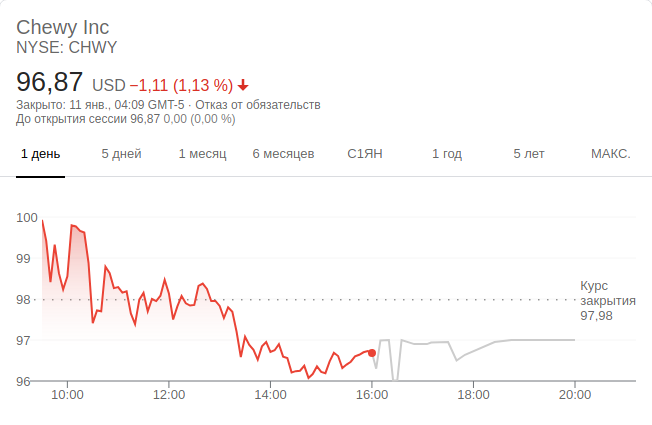 Chewy Inc
NYSE: CHWY
96,87 USD −1,11 (1,13 %)
Закрыто: 11 янв., 04:09 GMT-5 · Отказ от обязательств
До открытия сессии 96,87 0,00 (0,00 %)
1 день 5 дней 1 месяц 6 месяцев С1ЯН 1 год 5 лет МАКС.
100
99
98
97
96
Курс
закрытия
97,98
10:00 12:00 14:00 16:00 18:00 20:00